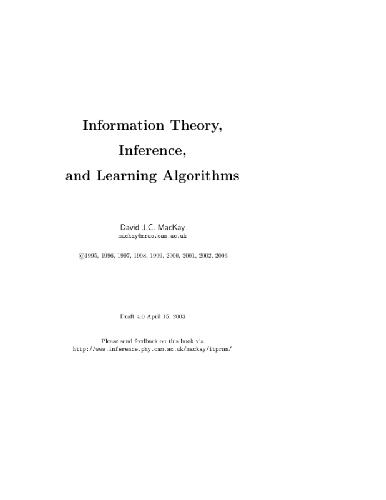 Information Theory,
Inference,
and Learning Algorithms
David J.C. MacKay
mackay@mrao.cam.ac.uk
©1995, 1996, 1997, 1998, 1999, 2000, 2001, 2002, 2003
Draft April 15, 2003
Please send feedback on this book via
http://www.inference.phy.cam.ac.uk/mackay/itprnn/